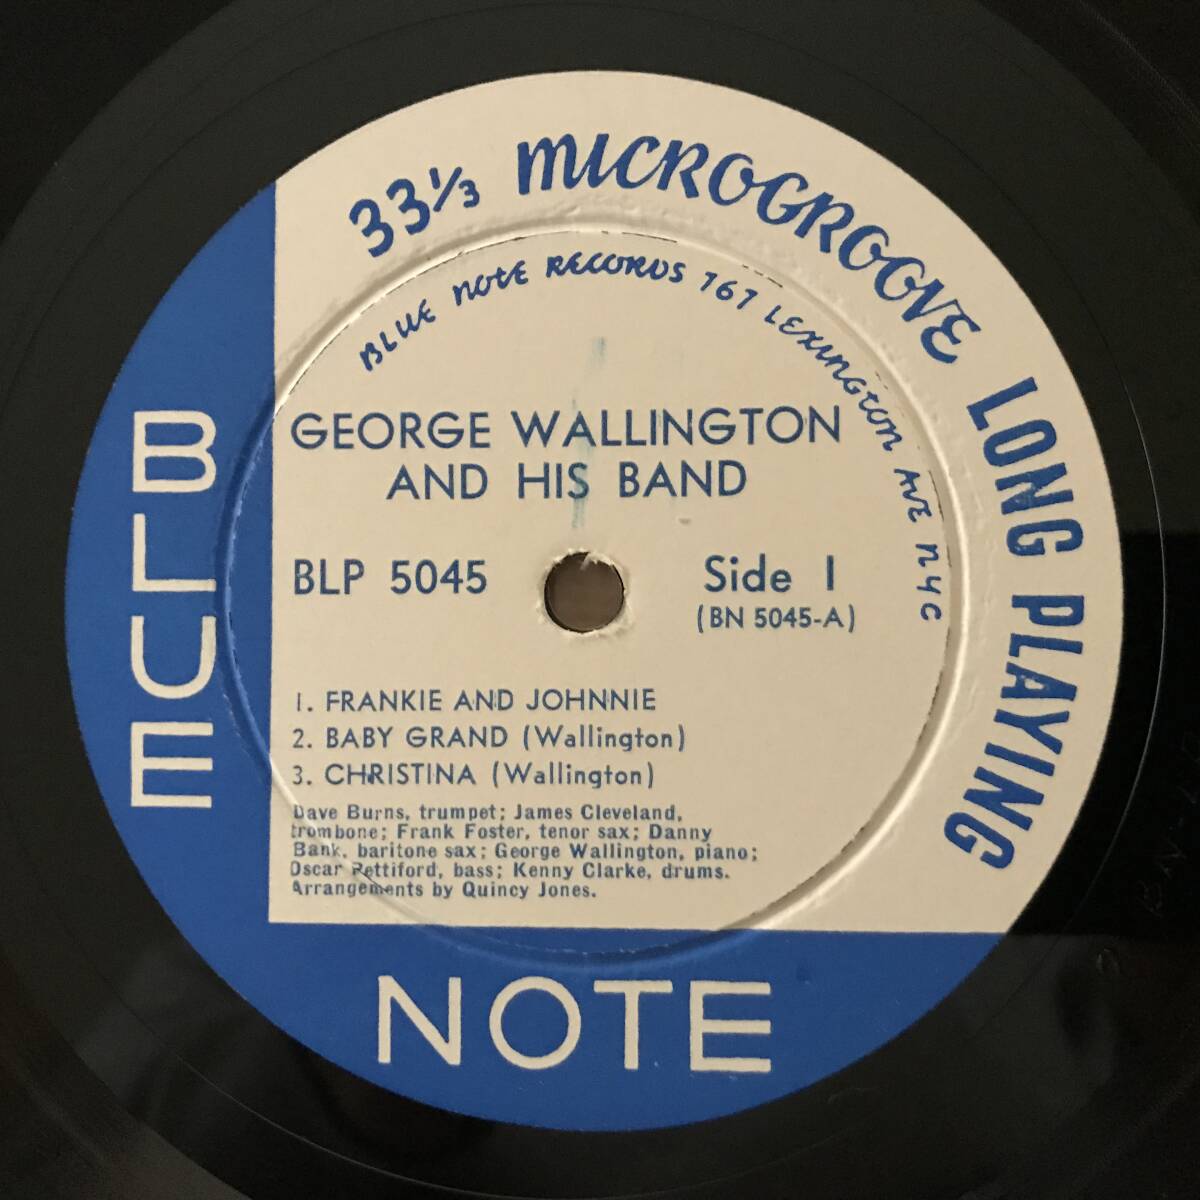 33⅓ MICROGROOVE LONG PLAYING
BLUE NOTE RECORDS 767 LEXINGTON AVE NYC
GEORGE WALLINGTON
AND HIS BAND
BLP 5045
Side 1
(BN 5045-A)
1. FRANKIE AND JOHNNIE
2. BABY GRAND (Wallington)
3. CHRISTINA (Wallington)
Dave Burns, trumpet; James Cleveland,
trombone; Frank Foster, tenor sax; Danny
Bank, baritone sax; George Wallington, piano;
Oscar Pettiford, bass; Kenny Clarke, drums.
Arrangements by Quincy Jones.
BLUE
NOTE